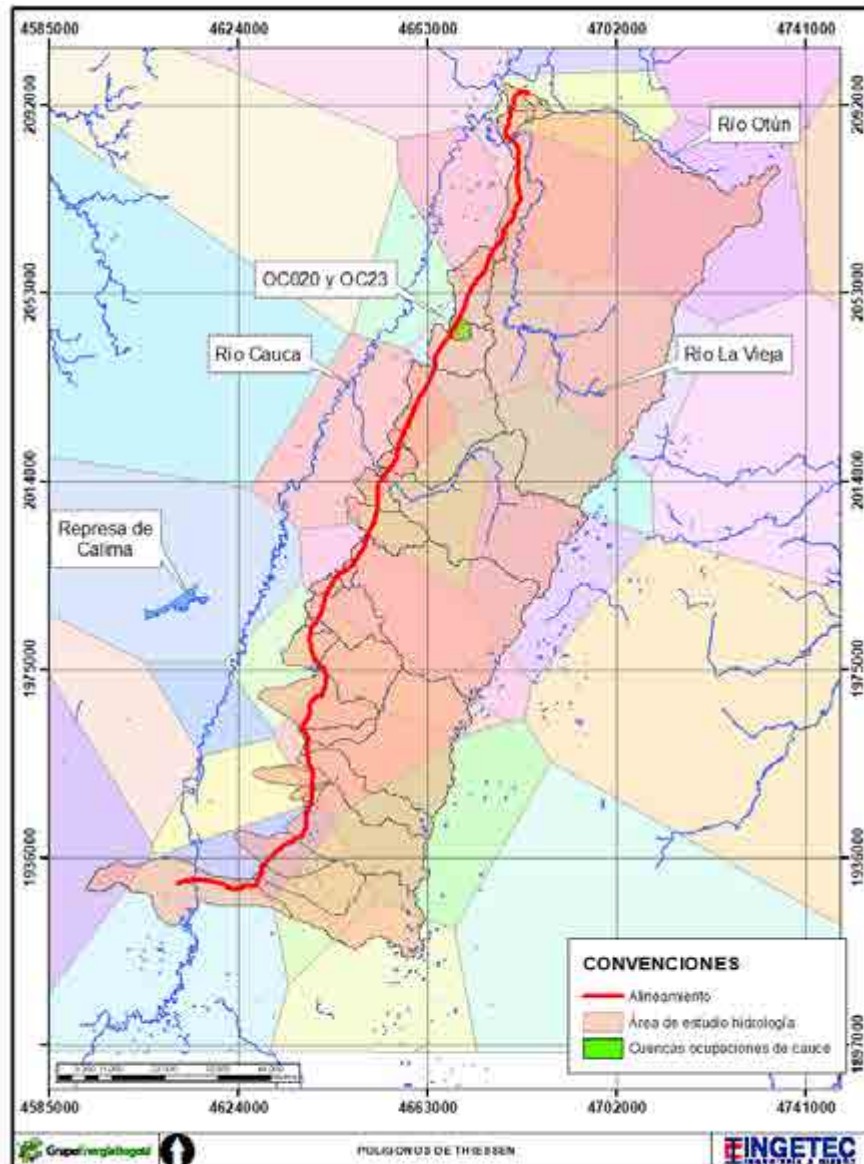 4585000 4624000 4663000 4702000 4741000
2092000
2092000
Río Otún
2053000
2053000
OC020 y OC23
Río Cauca
Río La Vieja
2014000
2014000
Represa de
Calima
1975000
1975000
1936000
1936000
CONVENCIONES
Alineamiento
Área de estudio hidrología
Cuencas ocupaciones de cauce
1897000
4585000 4624000 4663000 4702000 4741000
GrupoEnergíaBogotá
POLÍGONOS DE THIESSEN
INGETEC